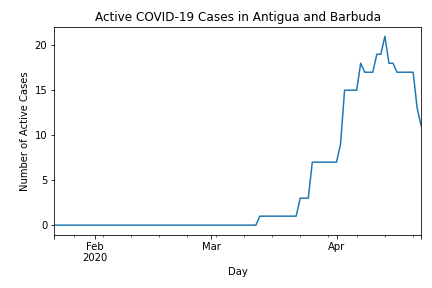 Active COVID-19 Cases in Antigua and Barbuda
20
15
10
5
0
Number of Active Cases
Feb
2020
Mar
Apr
Day